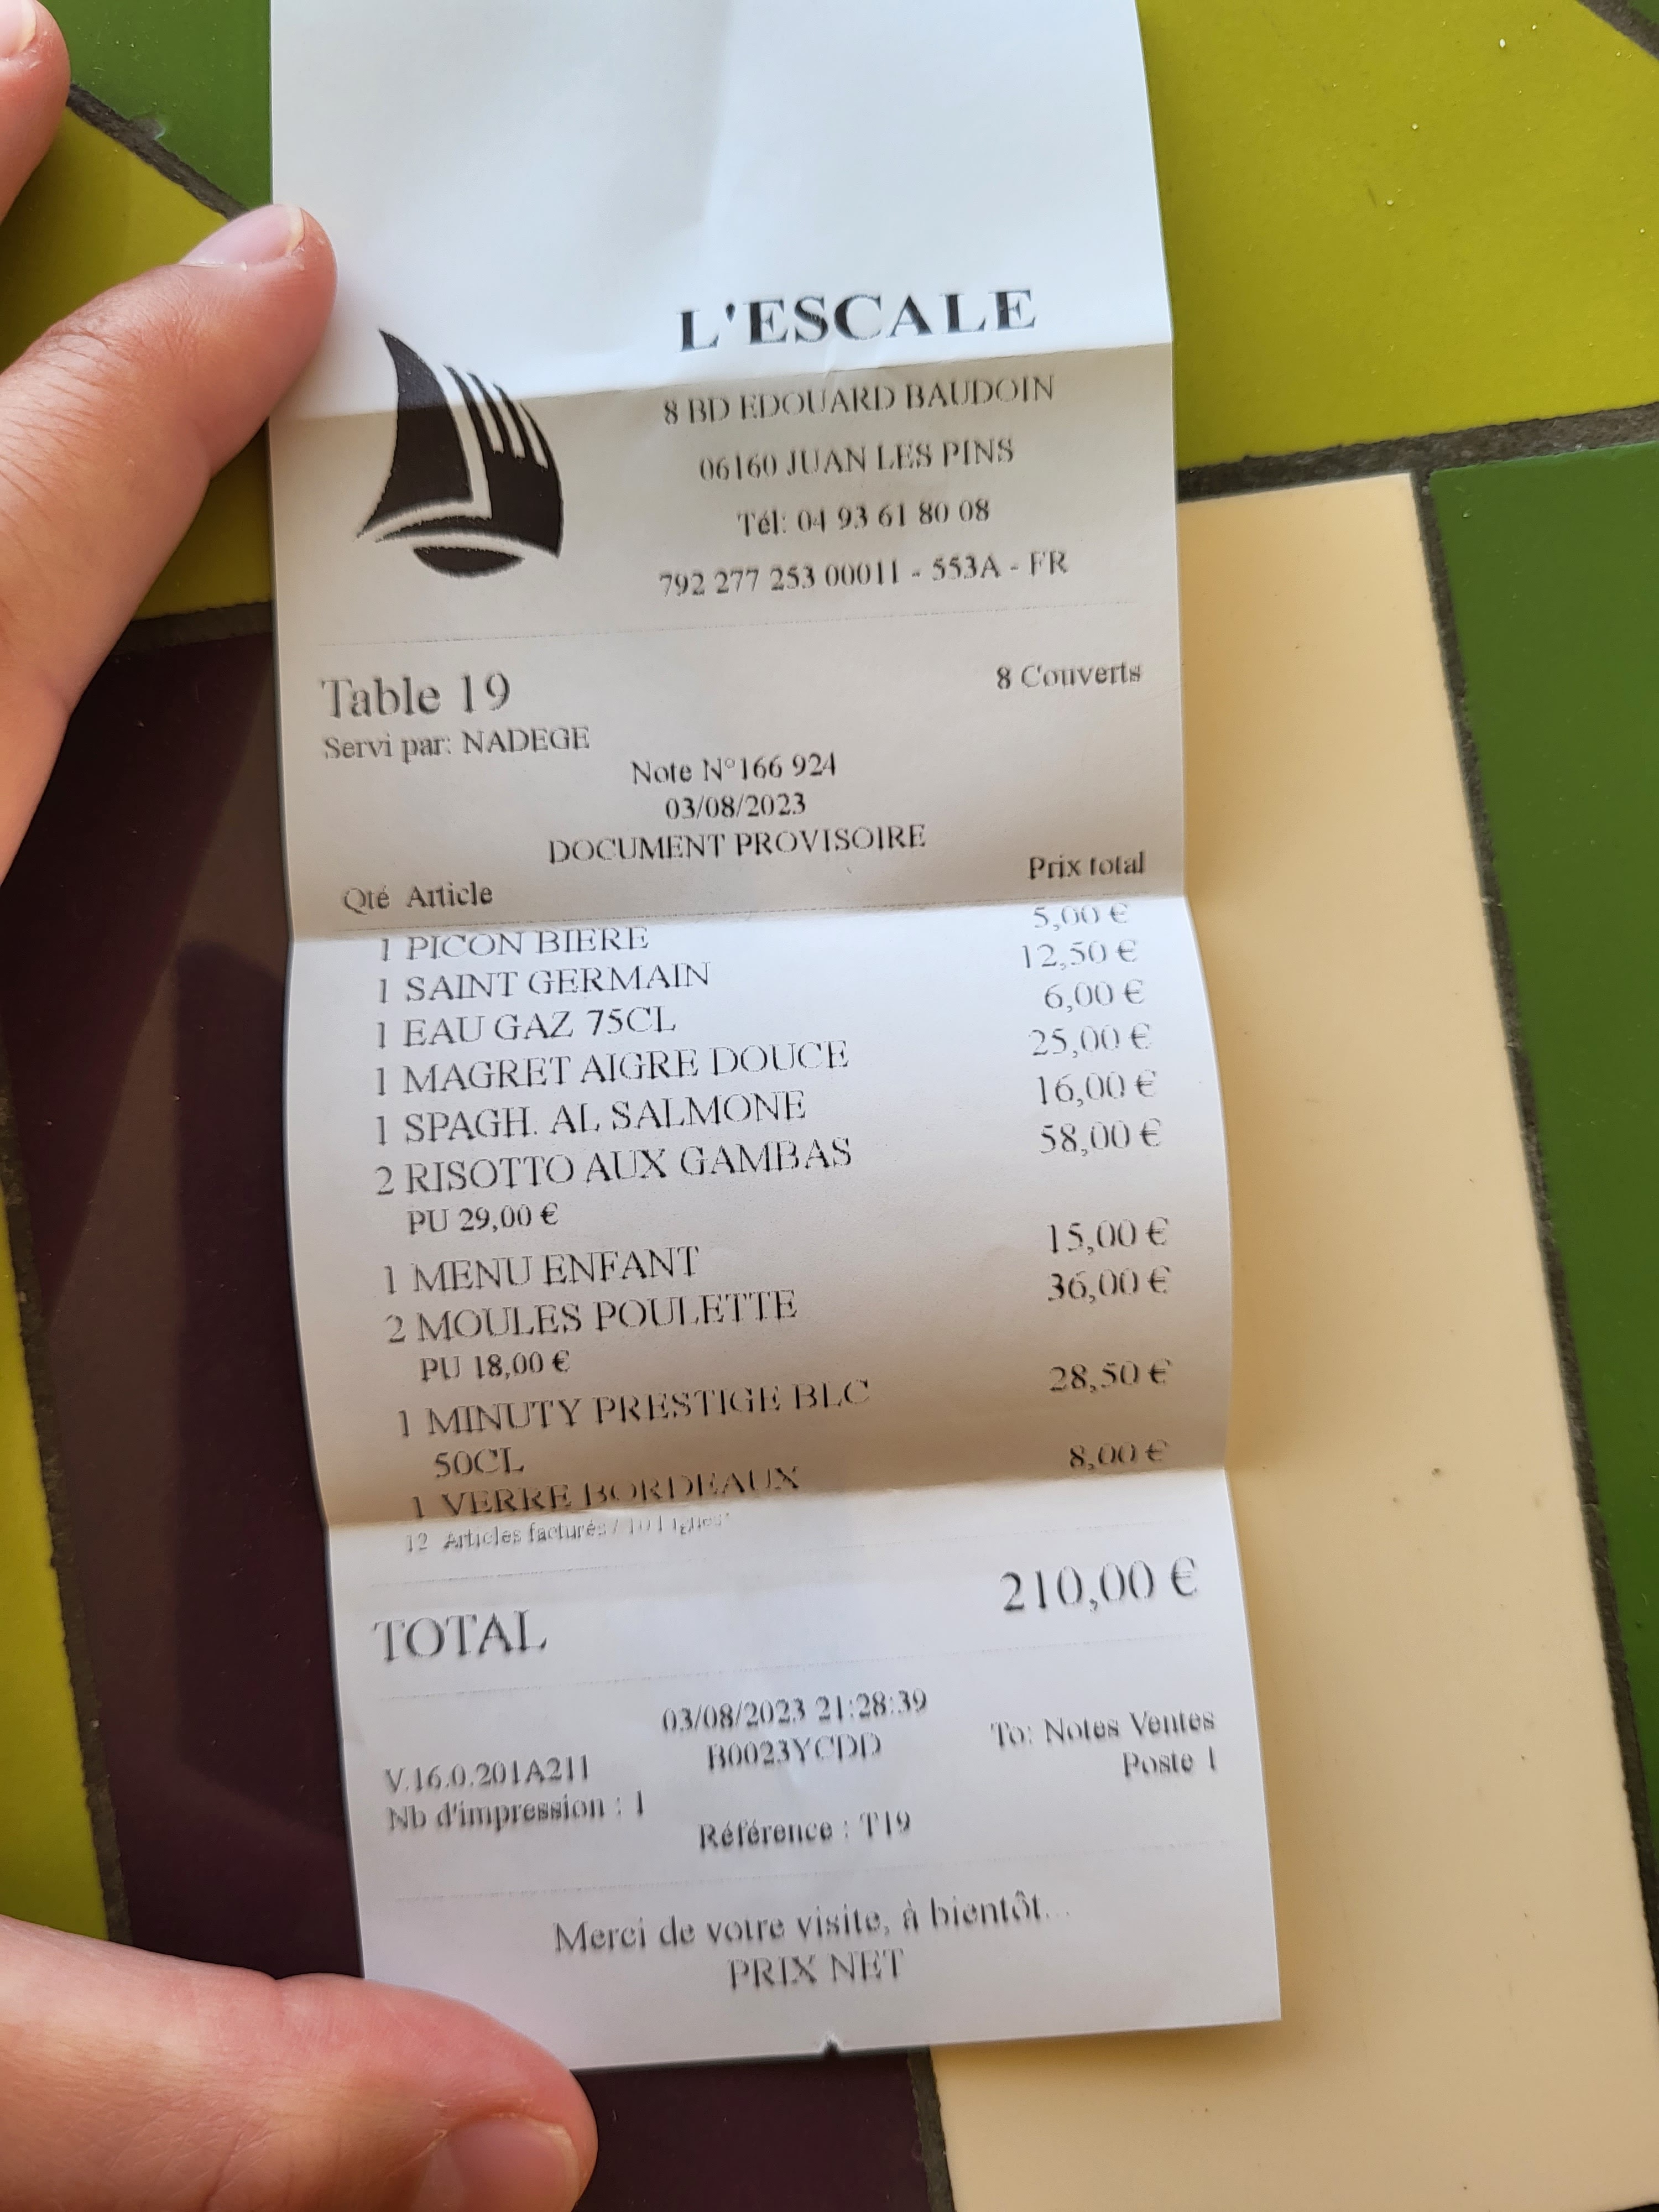 L'ESCALE
8 BD EDOUARD BAUDOIN
06160 JUAN LES PINS
Tél: 04 93 61 80 08
792 277 253 00011 - 553A - FR
Table 19
8 Couverts
Servi par: NADEGE
Note N°166 924
03/08/2023
DOCUMENT PROVISOIRE
Qté Article Prix total
1 PICON BIERE 5,00 €
1 SAINT GERMAIN 12,50 €
1 EAU GAZ 75CL 6,00 €
1 MAGRET AIGRE DOUCE 25,00 €
1 SPAGH. AL SALMONE 16,00 €
2 RISOTTO AUX GAMBAS 58,00 €
PU 29,00 €
1 MENU ENFANT 15,00 €
2 MOULES POULETTE 36,00 €
PU 18,00 €
1 MINUTY PRESTIGE BLC 28,50 €
50CL
1 VERRE BORDEAUX 8,00 €
12 Articles facturés / 10 Lignes
TOTAL 210,00 €
03/08/2023 21:28:39
V.16.0.201A211 B0023YCDD To: Notes Ventes
Nb d'impression : 1 Poste 1
Référence : T19
Merci de votre visite, à bientôt...
PRIX NET